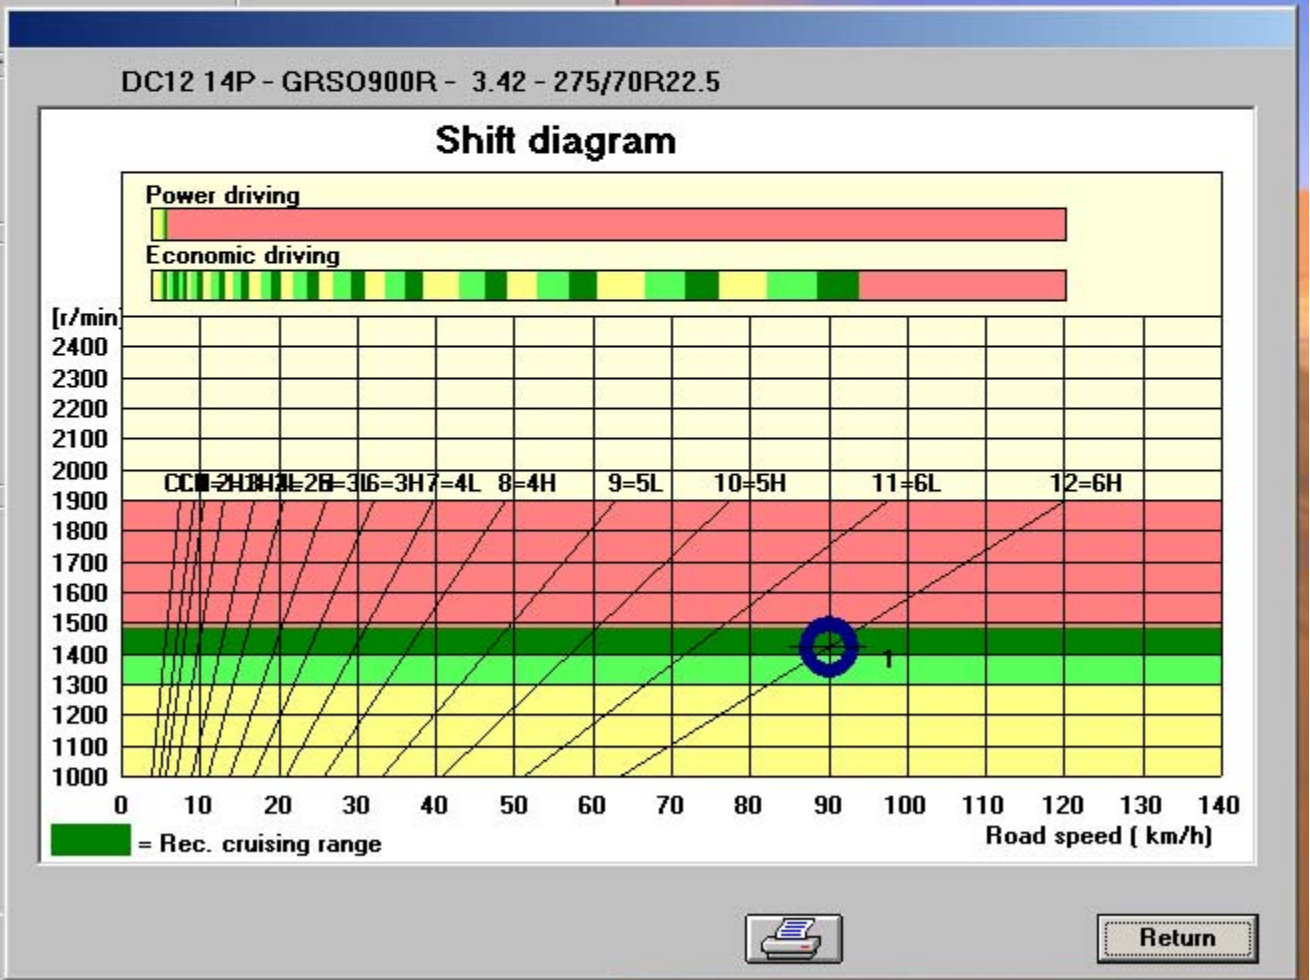 DC12 14P - GRSO900R - 3.42 - 275/70R22.5
Shift diagram
Power driving
Economic driving
[r/min]
2400
2300
2200
2100
2000
6=3H 7=4L 8=4H 9=5L 10=5H 11=6L 12=6H
1900
1800
1700
1600
1500
1400
1
1300
1200
1100
1000
0 10 20 30 40 50 60 70 80 90 100 110 120 130 140
Road speed ( km/h)
= Rec. cruising range
Return